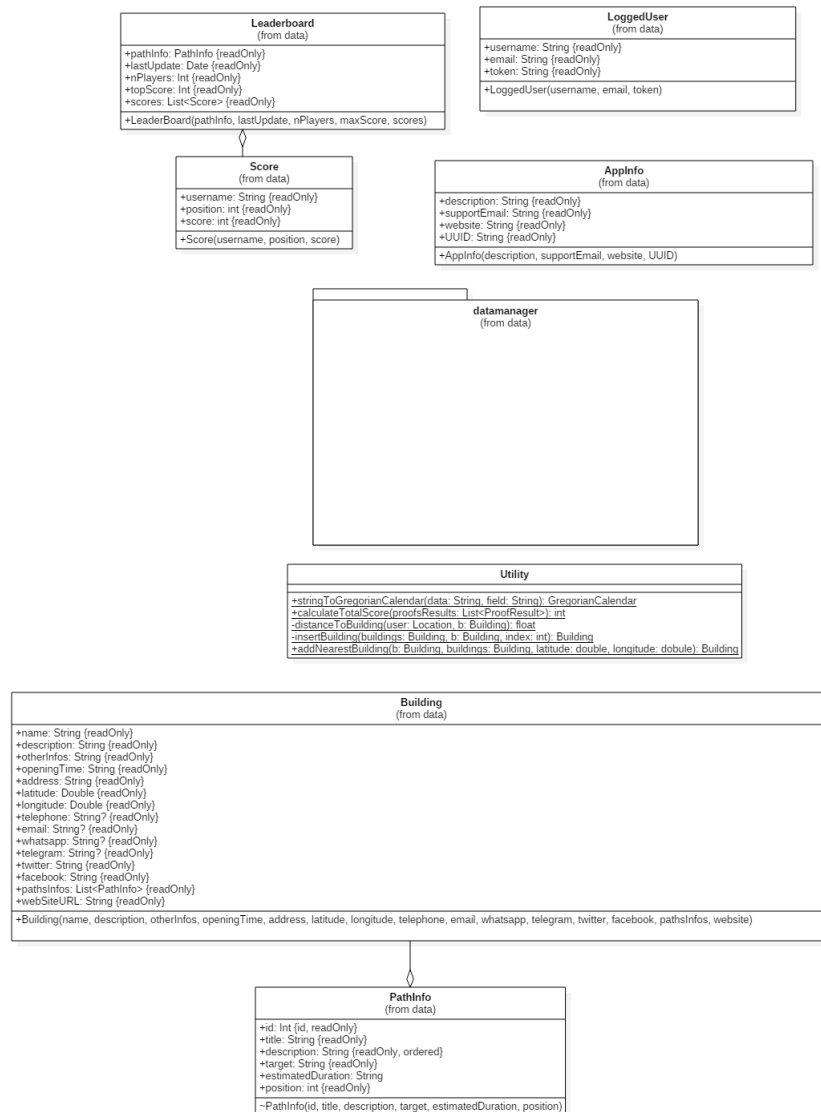 Leaderboard
(from data)
+pathInfo: PathInfo {readOnly}
+lastUpdate: Date {readOnly}
+nPlayers: Int {readOnly}
+topScore: Int {readOnly}
+scores: List<Score> {readOnly}
+LeaderBoard(pathInfo, lastUpdate, nPlayers, maxScore, scores)
LoggedUser
(from data)
+username: String {readOnly}
+email: String {readOnly}
+token: String {readOnly}
+LoggedUser(username, email, token)
Score
(from data)
+username: String {readOnly}
+position: int {readOnly}
+score: int {readOnly}
+Score(username, position, score)
AppInfo
(from data)
+description: String {readOnly}
+supportEmail: String {readOnly}
+website: String {readOnly}
+UUID: String {readOnly}
+AppInfo(description, supportEmail, website, UUID)
datamanager
(from data)
Utility
+stringToGregorianCalendar(data: String, field: String): GregorianCalendar
+calculateTotalScore(proofsResults: List<ProofResult>): int
-distanceToBuilding(user: Location, b: Building): float
-insertBuilding(buildings: Building, b: Building, index: int): Building
+addNearestBuilding(b: Building, buildings: Building, latitude: double, longitude: dobule): Building
Building
(from data)
+name: String {readOnly}
+description: String {readOnly}
+otherInfos: String {readOnly}
+openingTime: String {readOnly}
+address: String {readOnly}
+latitude: Double {readOnly}
+longitude: Double {readOnly}
+telephone: String? {readOnly}
+email: String? {readOnly}
+whatsapp: String? {readOnly}
+telegram: String? {readOnly}
+twitter: String {readOnly}
+facebook: String {readOnly}
+pathsInfos: List<PathInfo> {readOnly}
+webSiteURL: String {readOnly}
+Building(name, description, otherInfos, openingTime, address, latitude, longitude, telephone, email, whatsapp, telegram, twitter, facebook, pathsInfos, website)
PathInfo
(from data)
+id: Int {id, readOnly}
+title: String {readOnly}
+description: String {readOnly, ordered}
+target: String {readOnly}
+estimatedDuration: String
+position: int {readOnly}
~PathInfo(id, title, description, target, estimatedDuration, position)